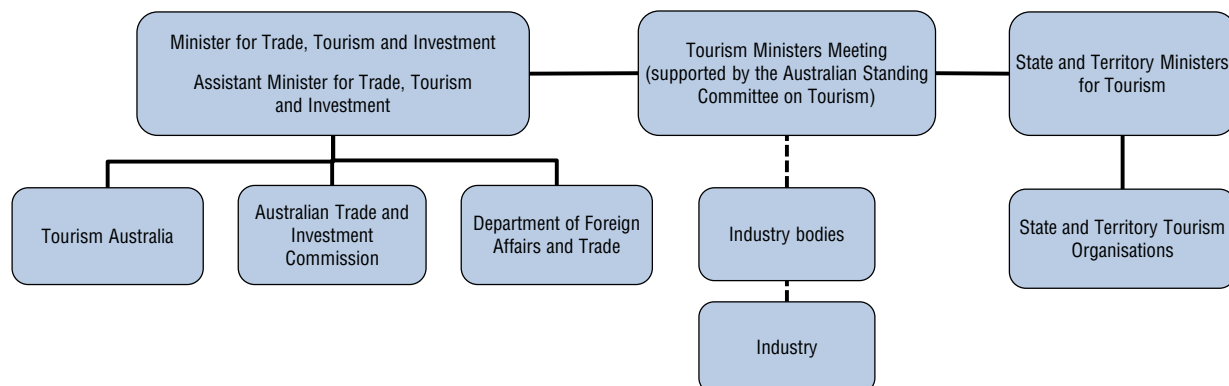 Minister for Trade, Tourism and Investment
Assistant Minister for Trade, Tourism
and Investment
Tourism Ministers Meeting
(supported by the Australian Standing
Committee on Tourism)
State and Territory Ministers
for Tourism
Tourism Australia
Australian Trade and
Investment
Commission
Department of Foreign
Affairs and Trade
Industry bodies
State and Territory Tourism
Organisations
Industry